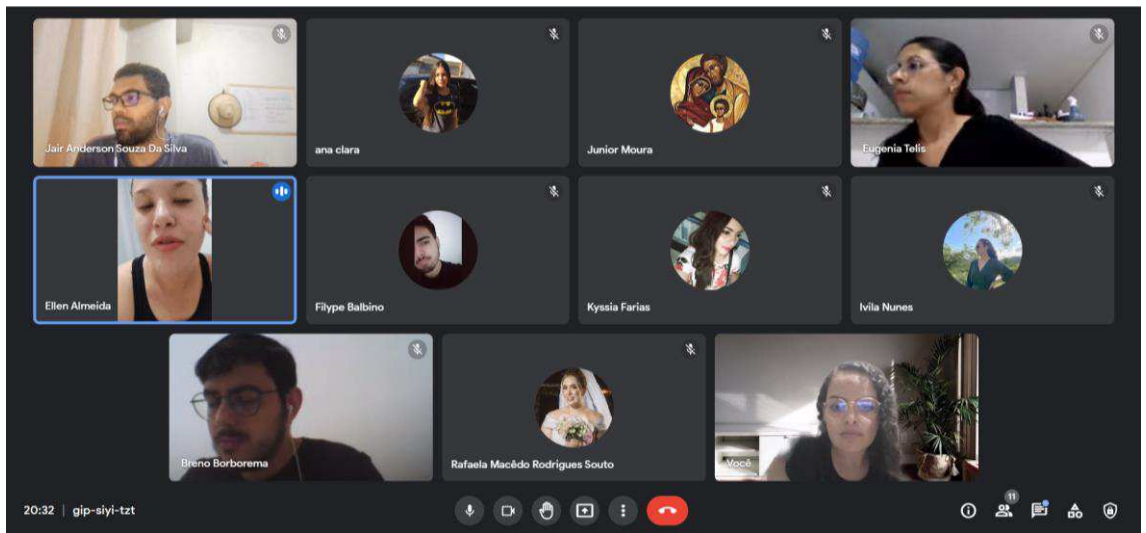 Jair Anderson Souza Da Silva
ana clara
Junior Moura
Eugenia Telis
Ellen Almeida
Filype Balbino
Kyssia Farias
Ivila Nunes
Breno Borborema
Rafaela Macêdo Rodrigues Souto
Você
20:32 | gip-siyi-tzt
11